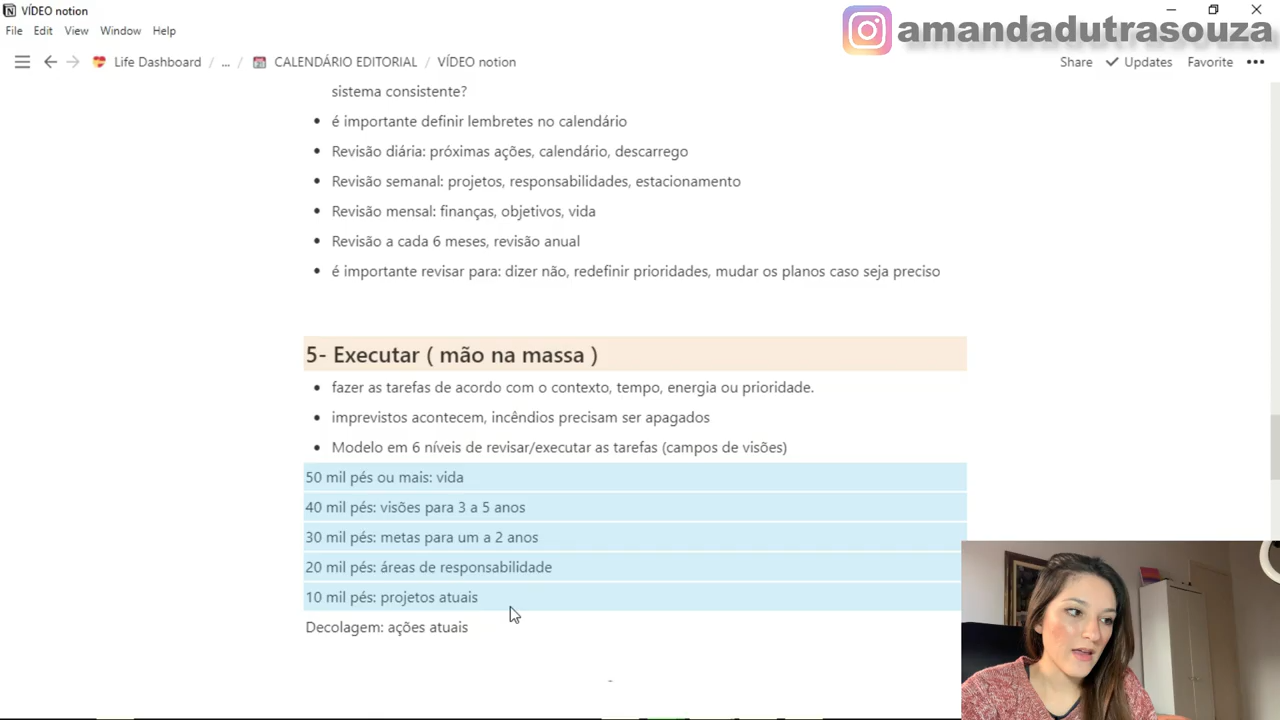 VÍDEO notion
File Edit View Window Help
amandadutrasouza
Life Dashboard / ... / CALENDÁRIO EDITORIAL / VÍDEO notion
Share Updates Favorite •••
sistema consistente?
• é importante definir lembretes no calendário
• Revisão diária: próximas ações, calendário, descarrego
• Revisão semanal: projetos, responsabilidades, estacionamento
• Revisão mensal: finanças, objetivos, vida
• Revisão a cada 6 meses, revisão anual
• é importante revisar para: dizer não, redefinir prioridades, mudar os planos caso seja preciso
5- Executar ( mão na massa )
• fazer as tarefas de acordo com o contexto, tempo, energia ou prioridade.
• imprevistos acontecem, incêndios precisam ser apagados
• Modelo em 6 níveis de revisar/executar as tarefas (campos de visões)
50 mil pés ou mais: vida
40 mil pés: visões para 3 a 5 anos
30 mil pés: metas para um a 2 anos
20 mil pés: áreas de responsabilidade
10 mil pés: projetos atuais
Decolagem: ações atuais